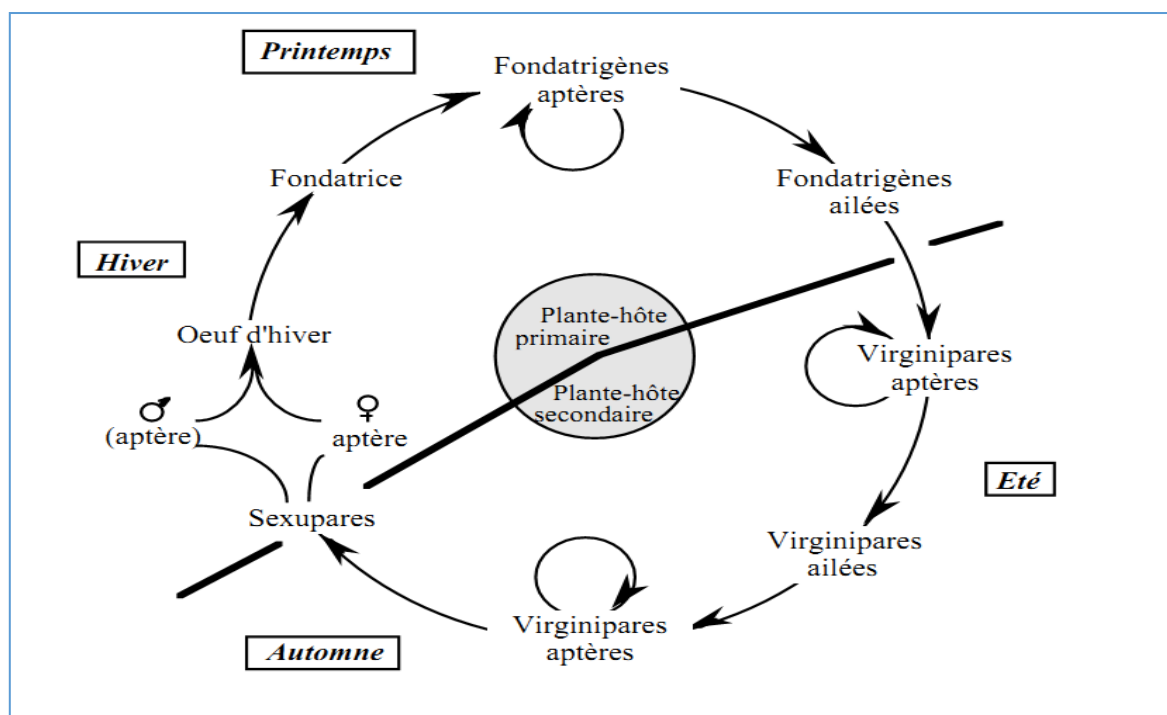 Printemps
Fondatrigènes
aptères
Fondatrice
Fondatrigènes
ailées
Hiver
Oeuf d'hiver
Plante-hôte
primaire
Plante-hôte
secondaire
Virginipares
aptères
♂
(aptère)
♀
aptère
Eté
Sexupares
Virginipares
ailées
Virginipares
aptères
Automne